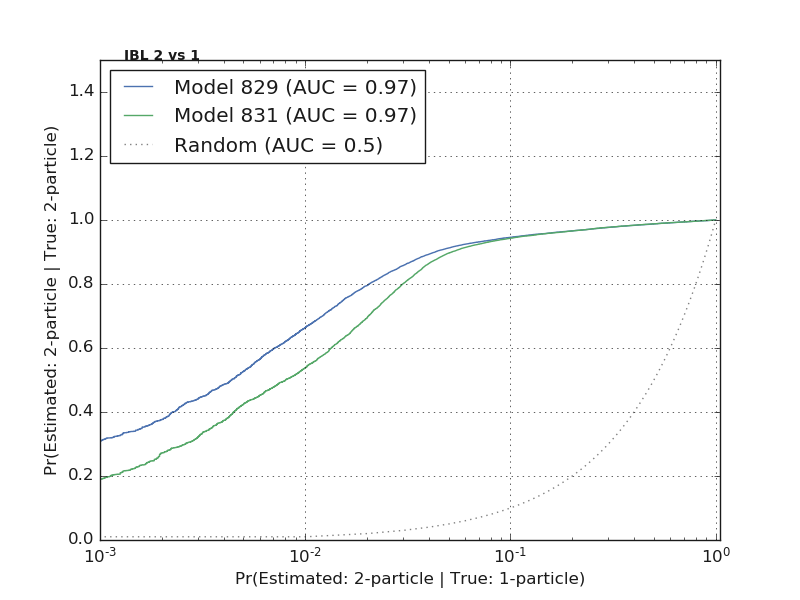 IBL 2 vs 1
Model 829 (AUC = 0.97)
Model 831 (AUC = 0.97)
Random (AUC = 0.5)
Pr(Estimated: 2-particle | True: 2-particle)
1.4
1.2
1.0
0.8
0.6
0.4
0.2
0.0
10⁻³ 10⁻² 10⁻¹ 10⁰
Pr(Estimated: 2-particle | True: 1-particle)